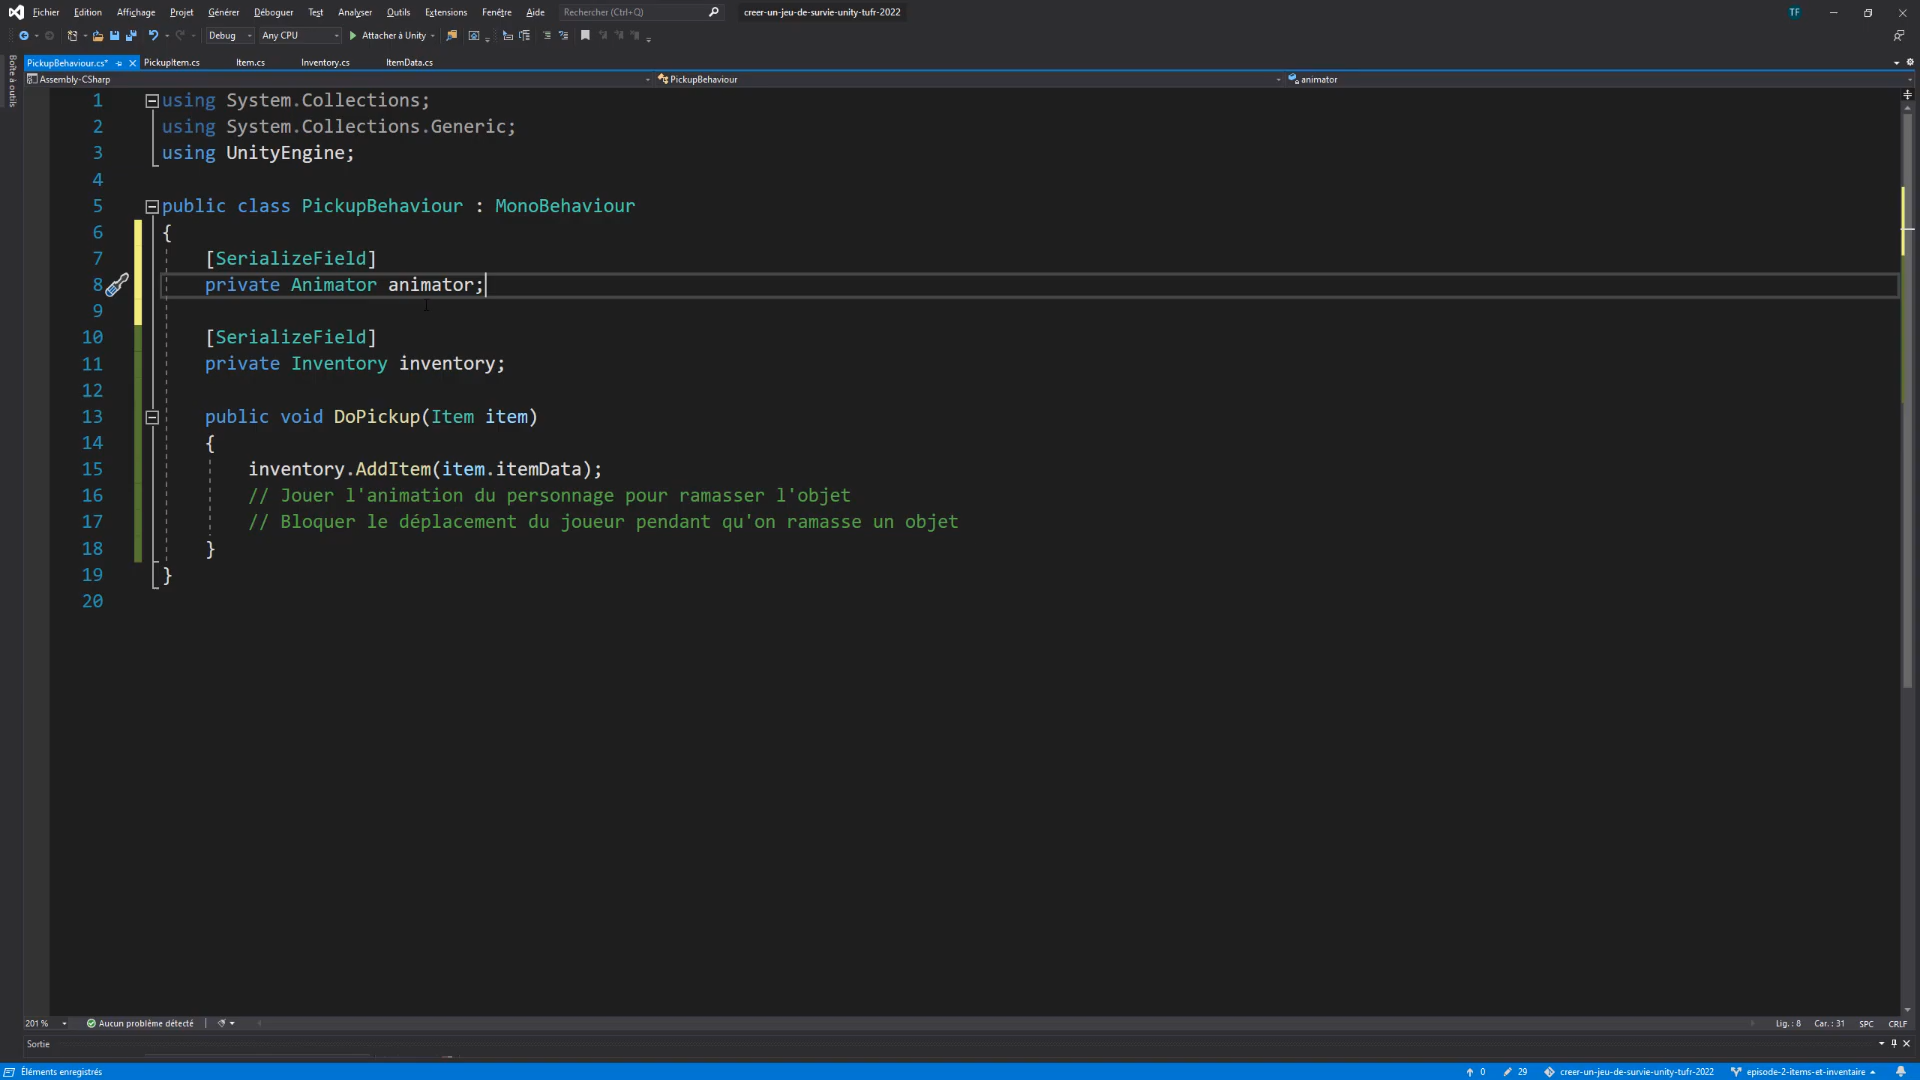 Fichier Edition Affichage Projet Générer Déboguer Test Analyser Outils Extensions Fenêtre Aide Rechercher (Ctrl+Q) creer-un-jeu-de-survie-unity-tufr-2022 TF
Debug Any CPU Attacher à Unity
Boîte à outils
PickupBehaviour.cs* PickupItem.cs Item.cs Inventory.cs ItemData.cs
Assembly-CSharp PickupBehaviour animator
1 using System.Collections;
2 using System.Collections.Generic;
3 using UnityEngine;
4
5 public class PickupBehaviour : MonoBehaviour
6 {
7 [SerializeField]
8 private Animator animator;
9
10 [SerializeField]
11 private Inventory inventory;
12
13 public void DoPickup(Item item)
14 {
15 inventory.AddItem(item.itemData);
16 // Jouer l'animation du personnage pour ramasser l'objet
17 // Bloquer le déplacement du joueur pendant qu'on ramasse un objet
18 }
19 }
20
201 % Aucun problème détecté Lig. : 8 Car. : 31 SPC CRLF
Sortie
Éléments enregistrés 0 29 creer-un-jeu-de-survie-unity-tufr-2022 episode-2-items-et-inventaire